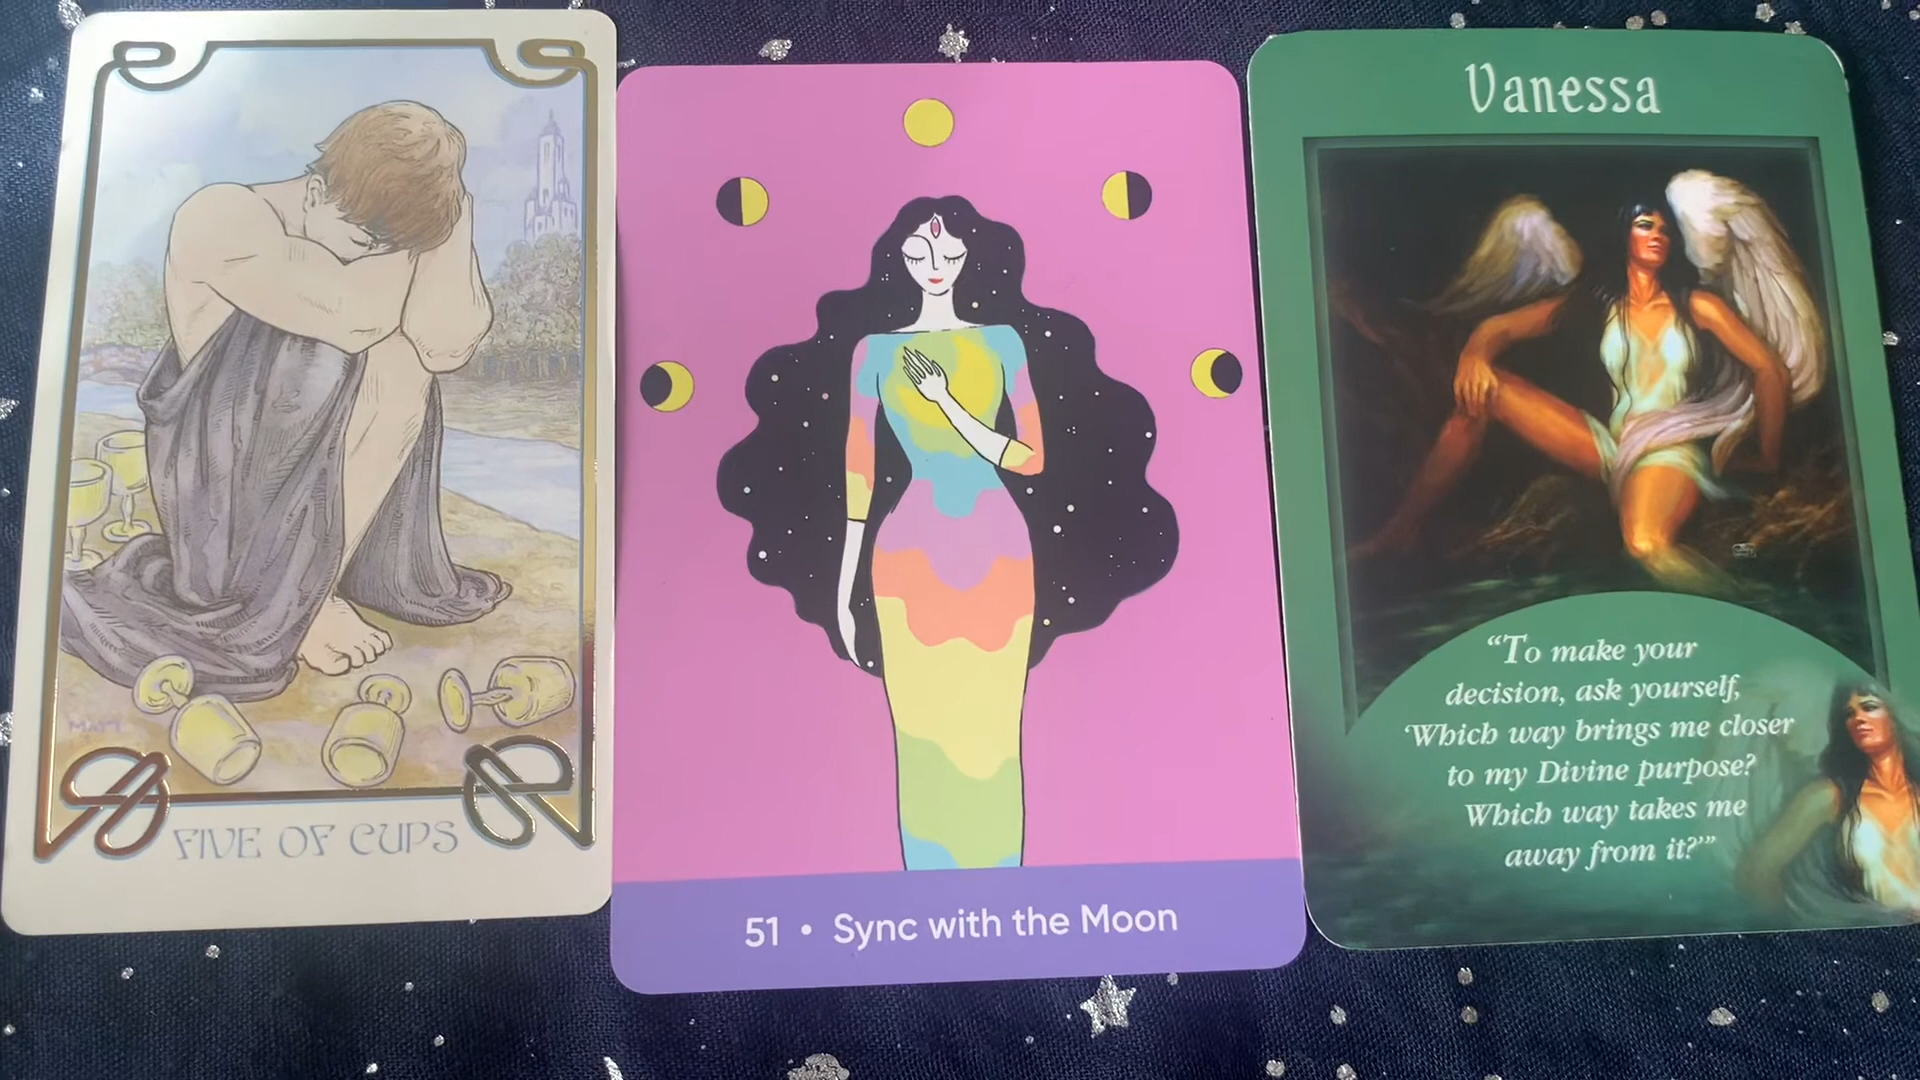 FIVE OF CUPS
51 • Sync with the Moon
Vanessa
“To make your
decision, ask yourself,
‘Which way brings me closer
to my Divine purpose?
Which way takes me
away from it?’”